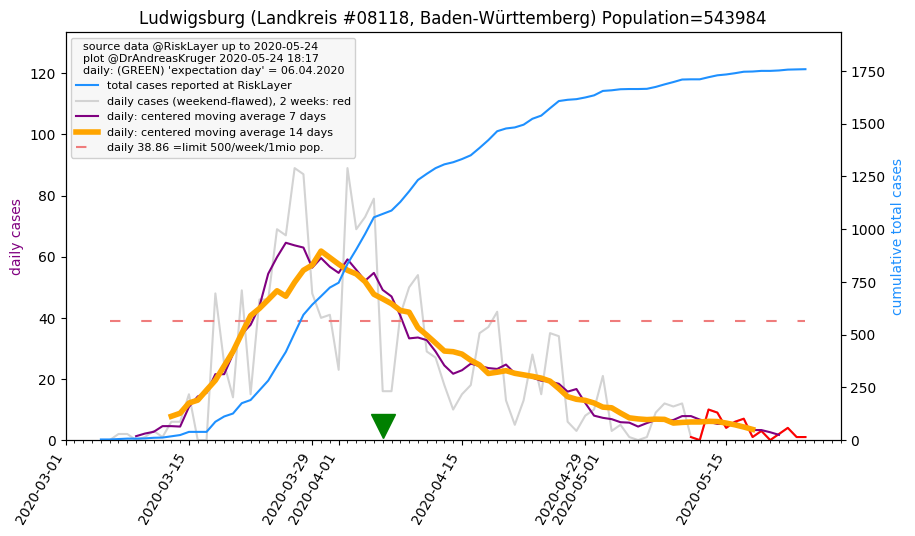 Ludwigsburg (Landkreis #08118, Baden-Württemberg) Population=543984
source data @RiskLayer up to 2020-05-24
plot @DrAndreasKruger 2020-05-24 18:17
daily: (GREEN) 'expectation day' = 06.04.2020
total cases reported at RiskLayer
daily cases (weekend-flawed), 2 weeks: red
daily: centered moving average 7 days
daily: centered moving average 14 days
daily 38.86 =limit 500/week/1mio pop.
daily cases
120
100
80
60
40
20
0
cumulative total cases
1750
1500
1250
1000
750
500
250
0
2020-03-01
2020-03-15
2020-03-29
2020-04-01
2020-04-15
2020-04-29
2020-05-01
2020-05-15